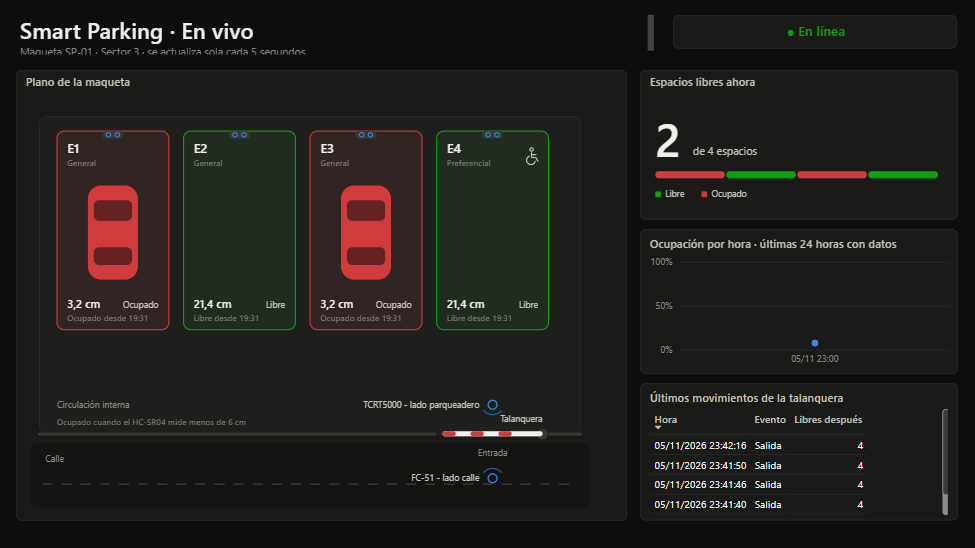 Smart Parking · En vivo
Maqueta SP-01 · Sector 3 · se actualiza sola cada 5 segundos
● En línea
Plano de la maqueta
E1
General
3,2 cm Ocupado
Ocupado desde 19:31
E2
General
21,4 cm Libre
Libre desde 19:31
E3
General
3,2 cm Ocupado
Ocupado desde 19:31
E4
Preferencial
21,4 cm Libre
Libre desde 19:31
Circulación interna
Ocupado cuando el HC-SR04 mide menos de 6 cm
TCRT5000 - lado parqueadero
Talanquera
Entrada
Calle
FC-51 - lado calle
Espacios libres ahora
2 de 4 espacios
Libre Ocupado
Ocupación por hora · últimas 24 horas con datos
100%
50%
0%
05/11 23:00
Últimos movimientos de la talanquera
Hora Evento Libres después
05/11/2026 23:42:16 Salida 4
05/11/2026 23:41:50 Salida 4
05/11/2026 23:41:46 Salida 4
05/11/2026 23:41:40 Salida 4